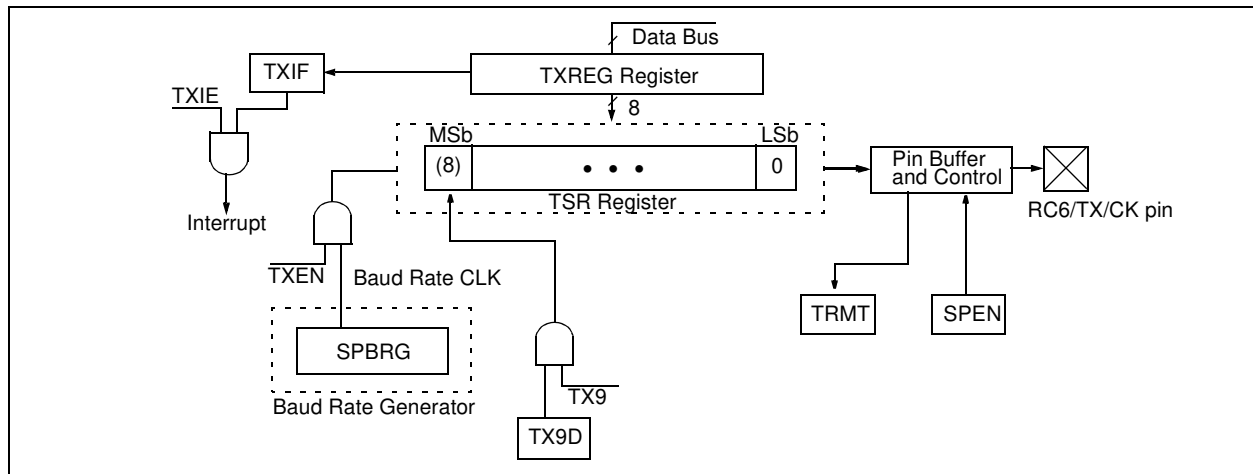 Data Bus
TXIF
TXREG Register
TXIE
8
MSb
LSb
(8)
• • •
0
Pin Buffer
and Control
TSR Register
Interrupt
RC6/TX/CK pin
TXEN
Baud Rate CLK
TRMT
SPEN
SPBRG
TX9
Baud Rate Generator
TX9D